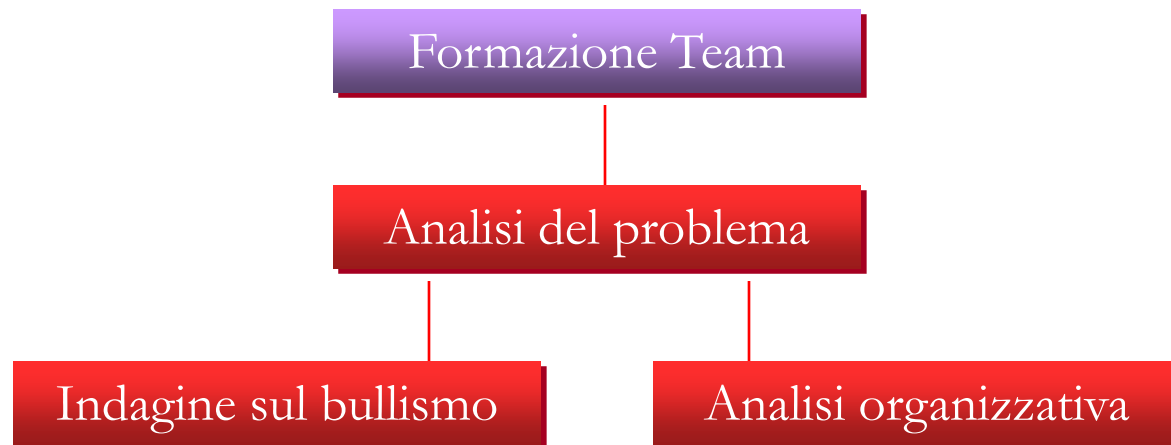 Formazione Team
Analisi del problema
Indagine sul bullismo
Analisi organizzativa